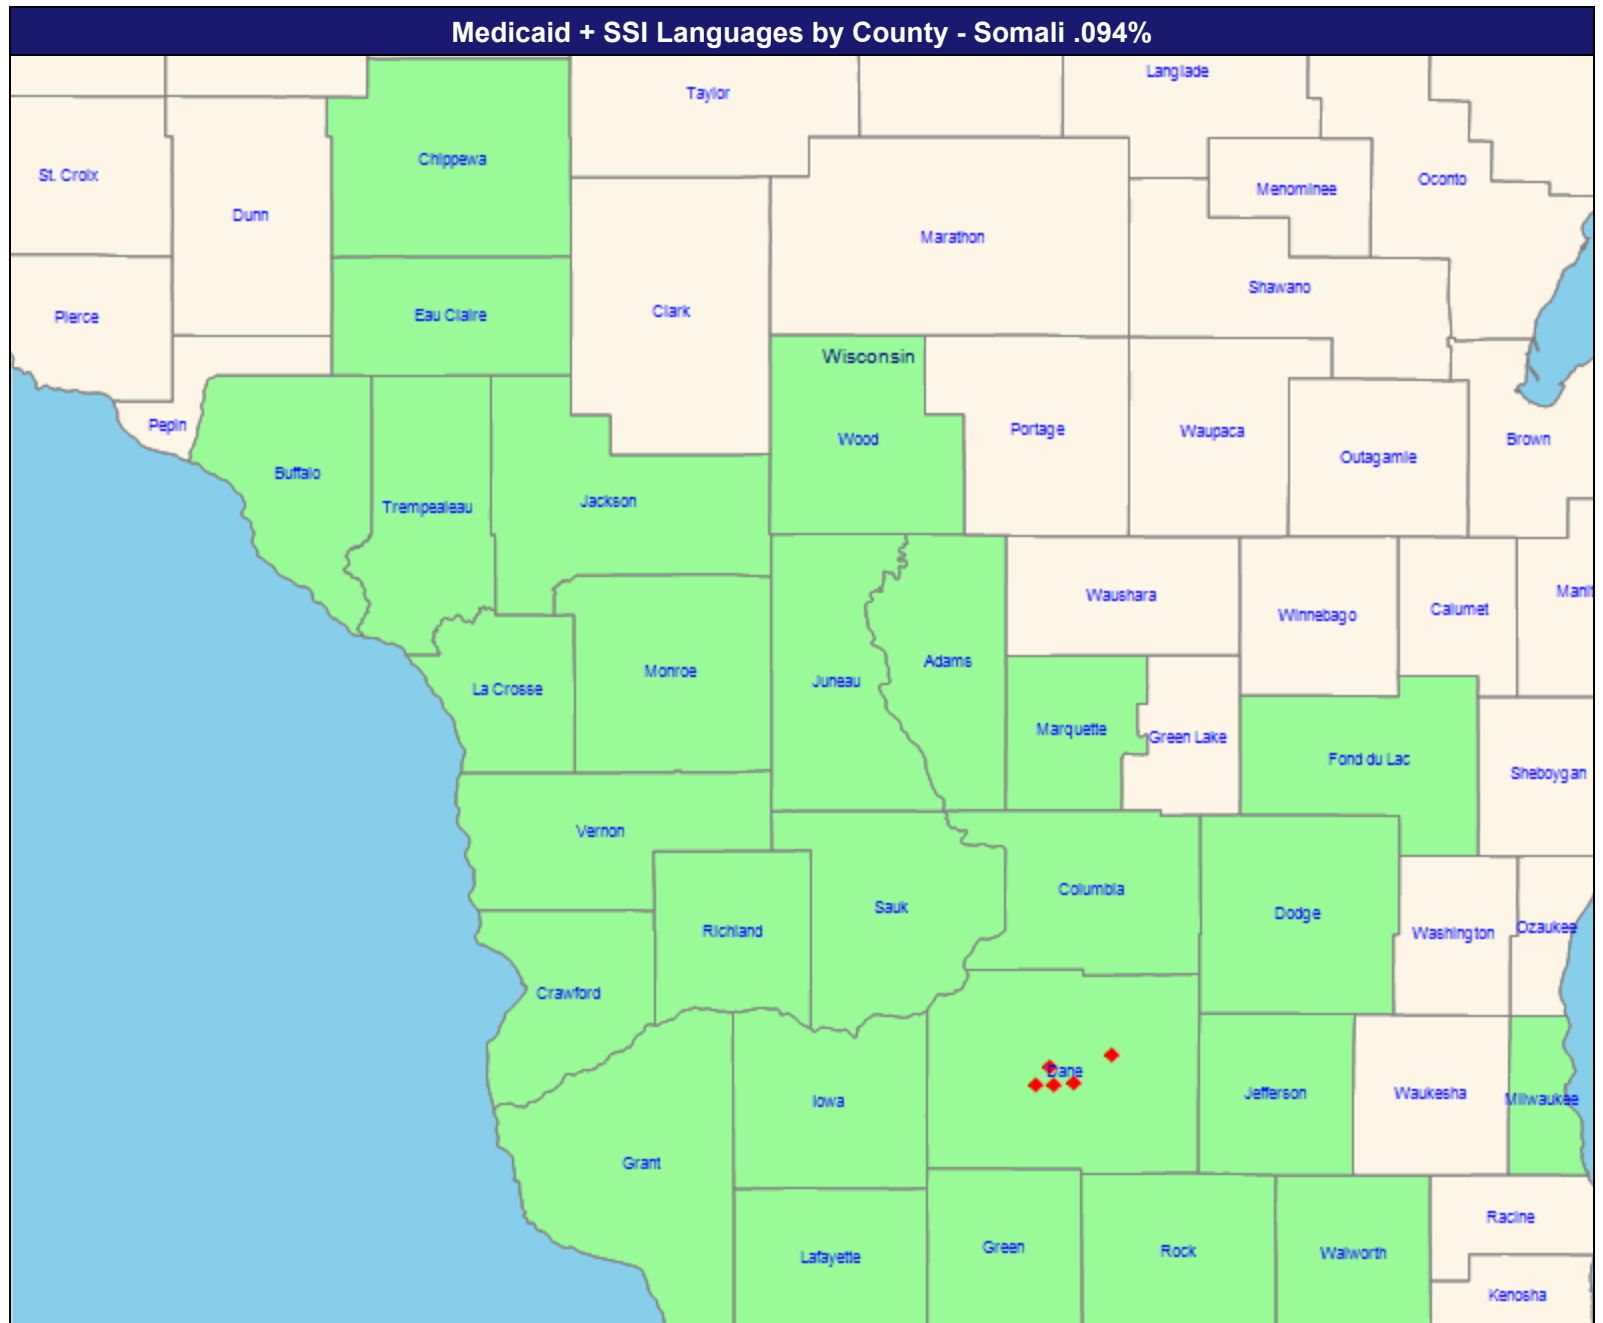 Medicaid + SSI Languages by County - Somali .094%
Langlade
Taylor
Chippewa
St. Croix
Oconto
Menominee
Dunn
Marathon
Shawano
Clark
Eau Claire
Pierce
Wisconsin
Pepin
Portage
Waupaca
Wood
Brown
Outagamie
Buffalo
Jackson
Trempealeau
Manit
Waushara
Calumet
Winnebago
Adams
Monroe
Juneau
La Crosse
Marquette
Green Lake
Fond du Lac
Sheboygan
Vernon
Columbia
Sauk
Dodge
Ozaukee
Richland
Washington
Crawford
Dane
Jefferson
Waukesha
Milwaukee
Iowa
Grant
Racine
Green
Rock
Walworth
Lafayette
Kenosha